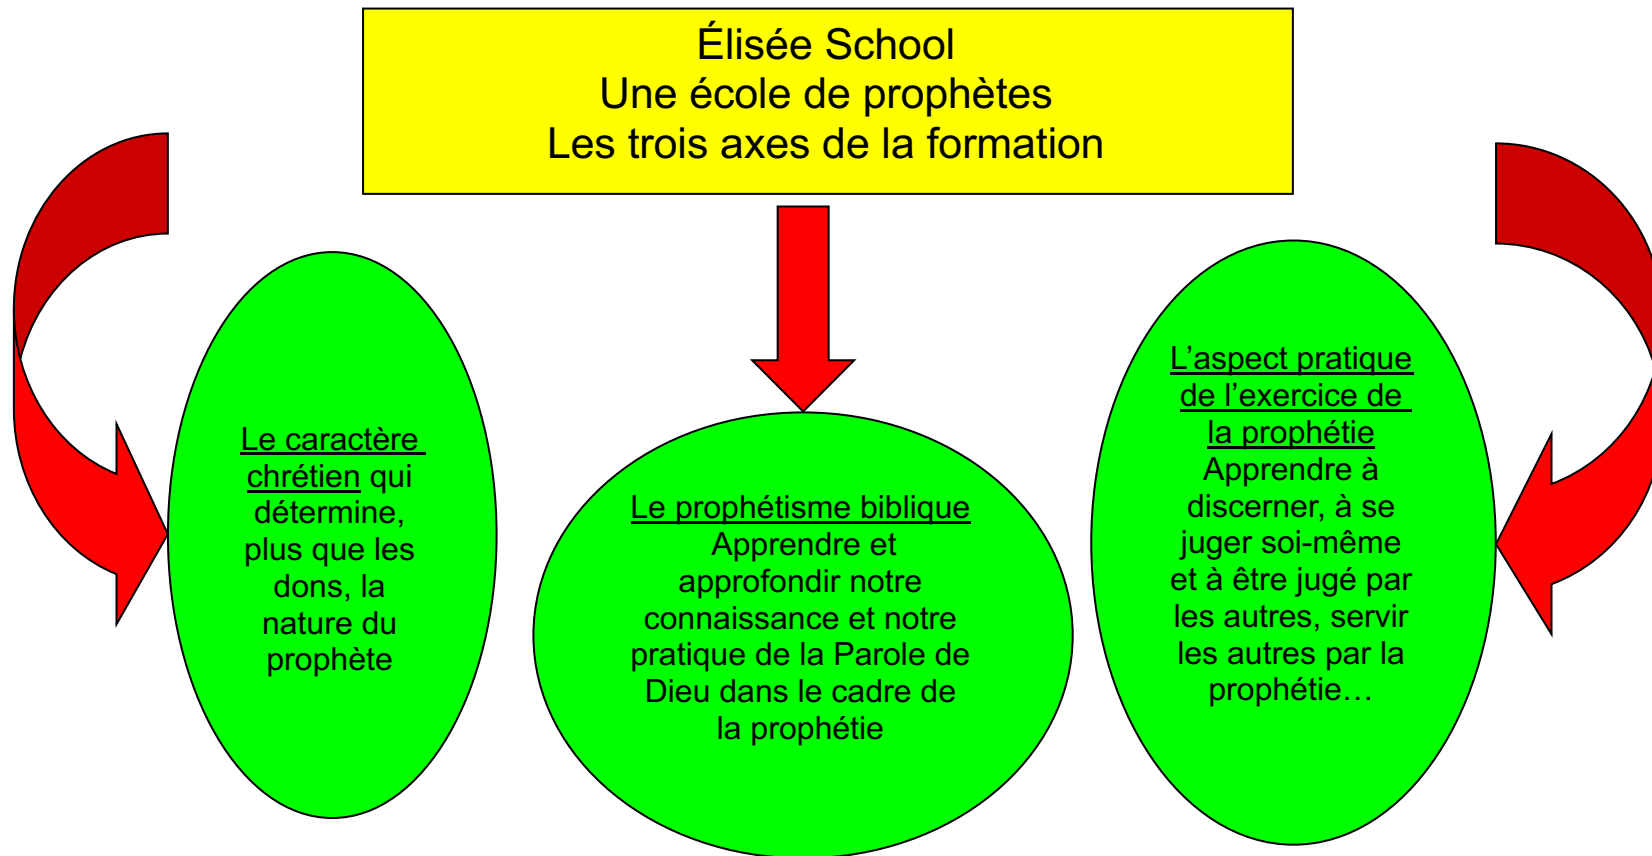 Élisée School
Une école de prophètes
Les trois axes de la formation
Le caractère
chrétien qui
détermine,
plus que les
dons, la
nature du
prophète
Le prophétisme biblique
Apprendre et
approfondir notre
connaissance et notre
pratique de la Parole de
Dieu dans le cadre de
la prophétie
L’aspect pratique
de l’exercice de
la prophétie
Apprendre à
discerner, à se
juger soi-même
et à être jugé par
les autres, servir
les autres par la
prophétie…